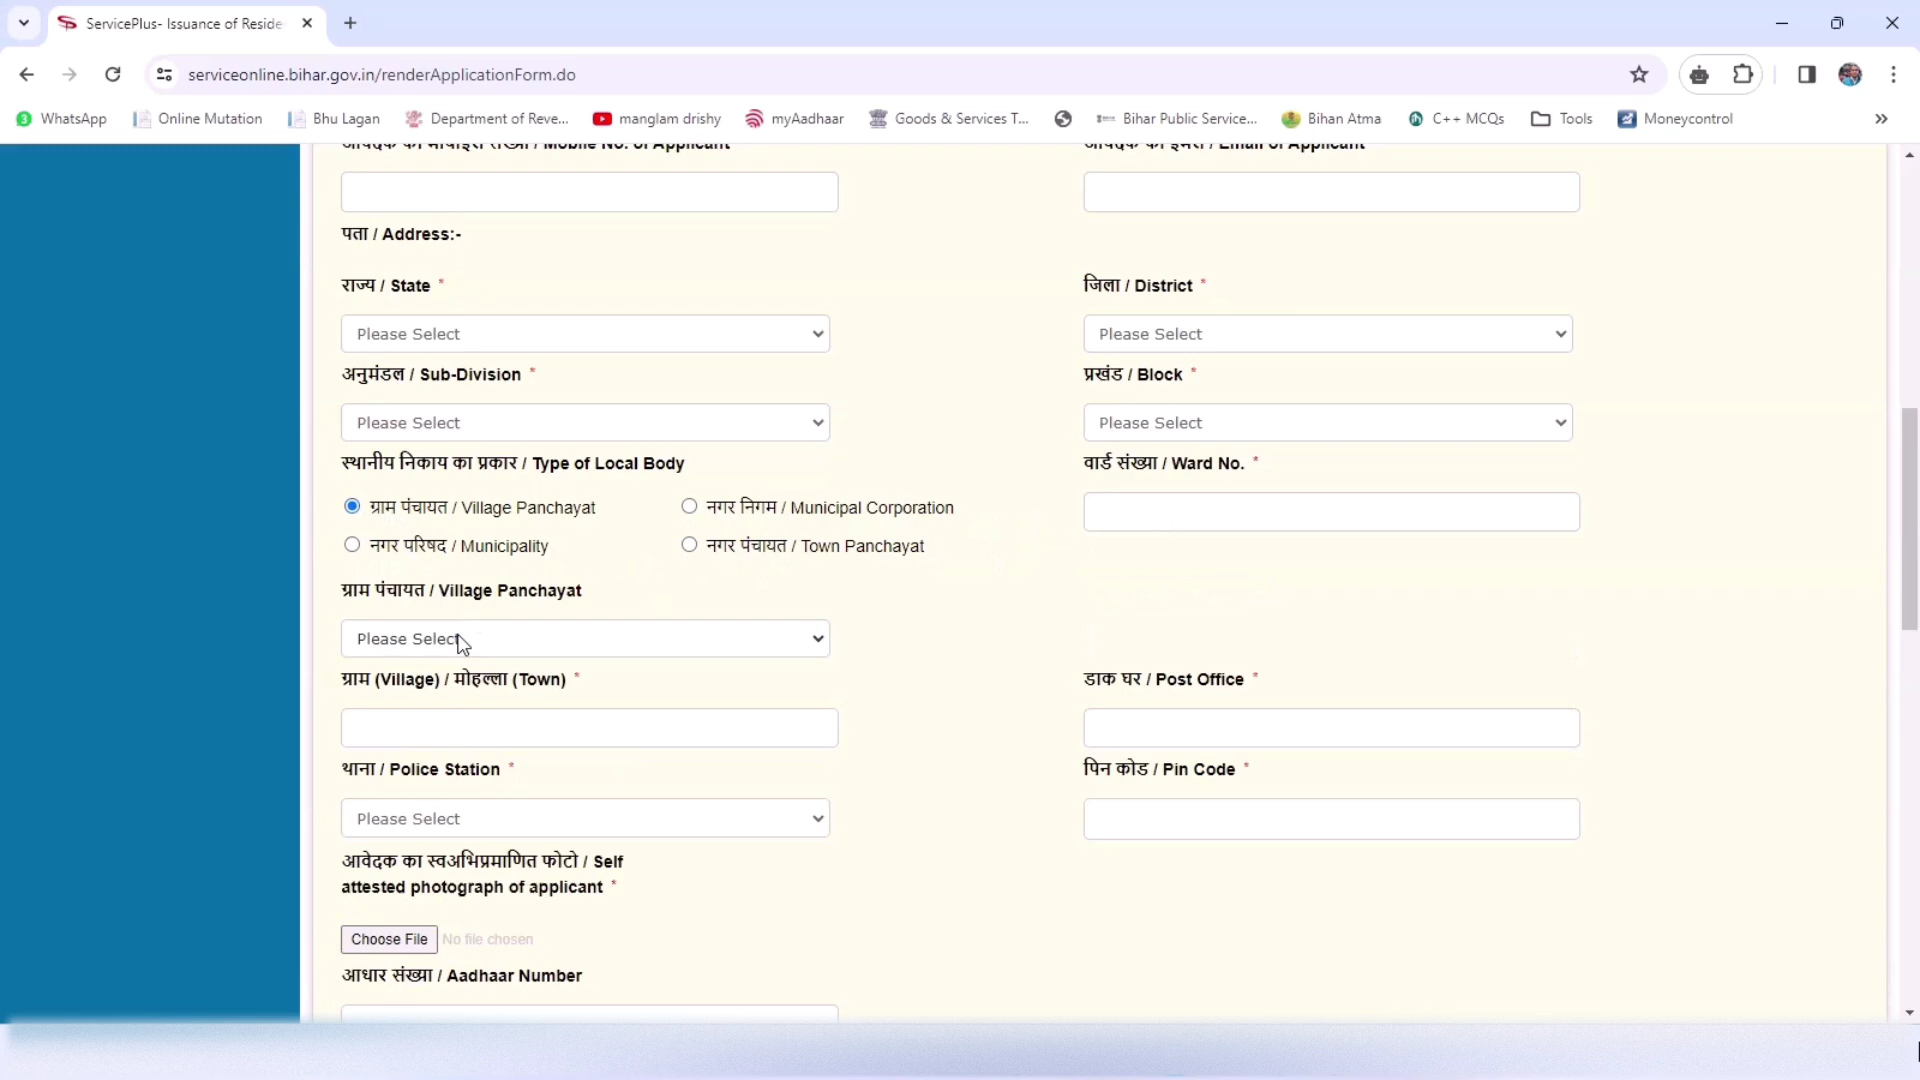 ServicePlus- Issuance of Reside
serviceonline.bihar.gov.in/renderApplicationForm.do
WhatsApp Online Mutation Bhu Lagan Department of Reve... manglam drishy myAadhaar Goods & Services T... Bihar Public Service... Bihan Atma C++ MCQs Tools Moneycontrol
आवेदक का मोबाइल संख्या / Mobile No. of Applicant आवेदक का ईमेल / Email of Applicant
पता / Address:-
राज्य / State * जिला / District *
Please Select Please Select
अनुमंडल / Sub-Division * प्रखंड / Block *
Please Select Please Select
स्थानीय निकाय का प्रकार / Type of Local Body वार्ड संख्या / Ward No. *
ग्राम पंचायत / Village Panchayat नगर निगम / Municipal Corporation
नगर परिषद / Municipality नगर पंचायत / Town Panchayat
ग्राम पंचायत / Village Panchayat
Please Select
ग्राम (Village) / मोहल्ला (Town) * डाक घर / Post Office *
थाना / Police Station * पिन कोड / Pin Code *
Please Select
आवेदक का स्वअभिप्रमाणित फोटो / Self
attested photograph of applicant *
Choose File No file chosen
आधार संख्या / Aadhaar Number